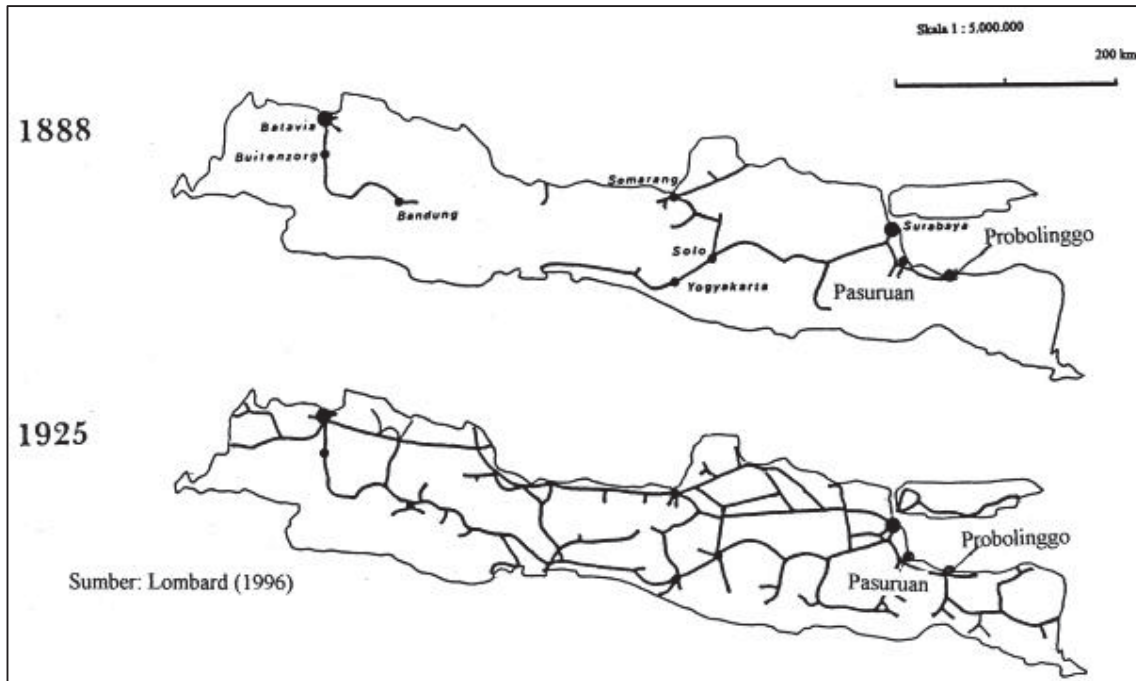 Skala 1 : 5.000.000
200 km
1888
Batavia
Buitenzorg
Bandung
Semarang
Solo
Yogyakarta
Surabaya
Probolinggo
Pasuruan
1925
Probolinggo
Pasuruan
Sumber: Lombard (1996)